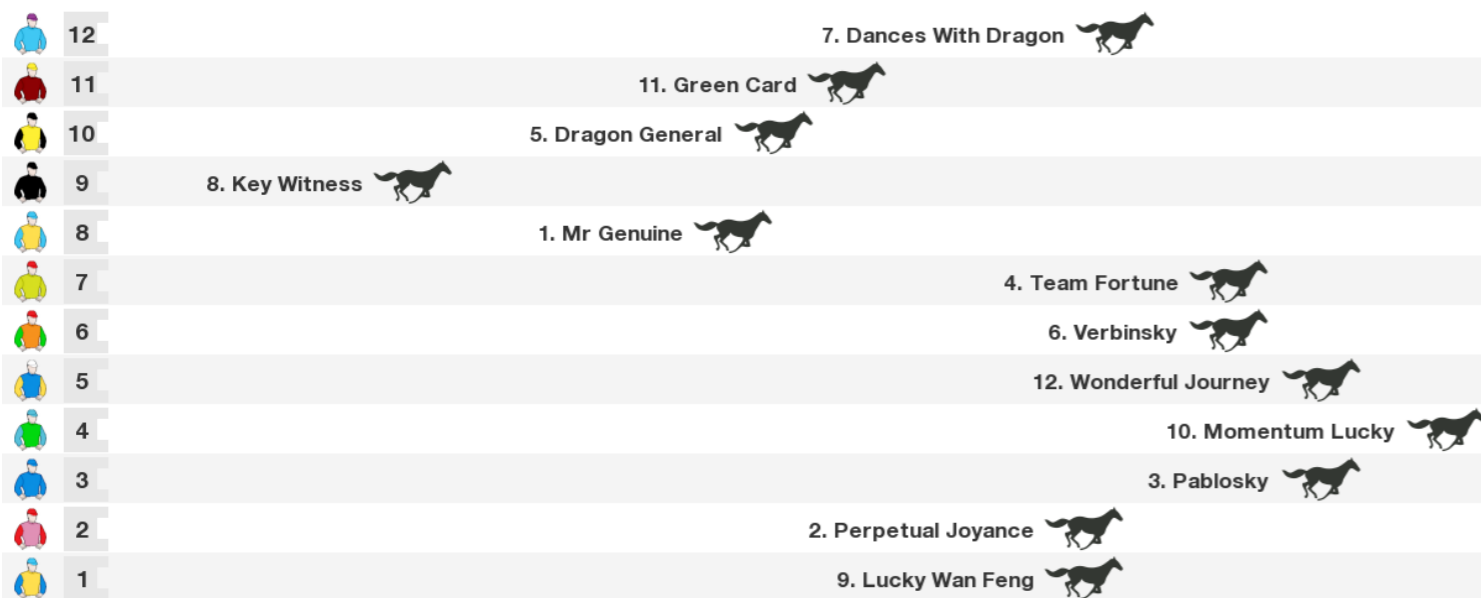 12 7. Dances With Dragon
11 11. Green Card
10 5. Dragon General
9 8. Key Witness
8 1. Mr Genuine
7 4. Team Fortune
6 6. Verbinsky
5 12. Wonderful Journey
4 10. Momentum Lucky
3 3. Pablosky
2 2. Perpetual Joyance
1 9. Lucky Wan Feng